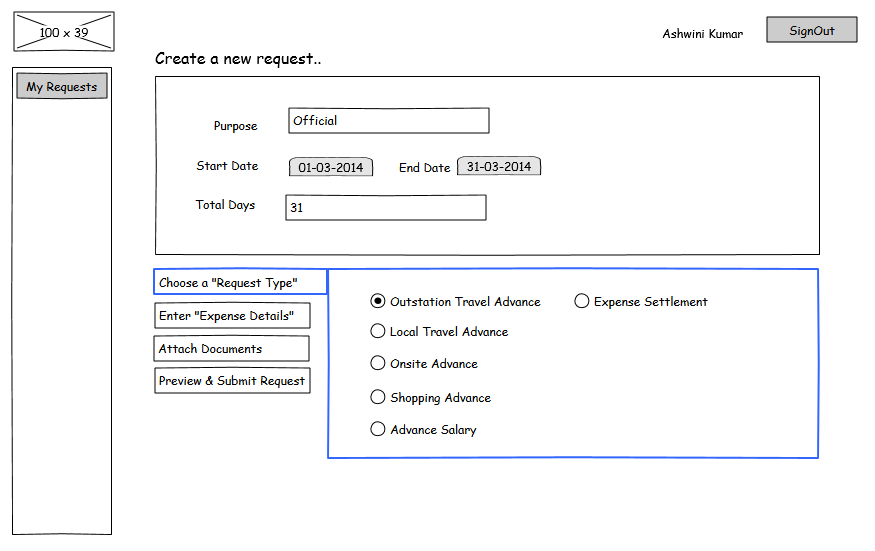 100 x 39
Ashwini Kumar
SignOut
Create a new request..
My Requests
Purpose
Official
Start Date
01-03-2014
End Date
31-03-2014
Total Days
31
Choose a "Request Type"
Enter "Expense Details"
Attach Documents
Preview & Submit Request
Outstation Travel Advance
Expense Settlement
Local Travel Advance
Onsite Advance
Shopping Advance
Advance Salary